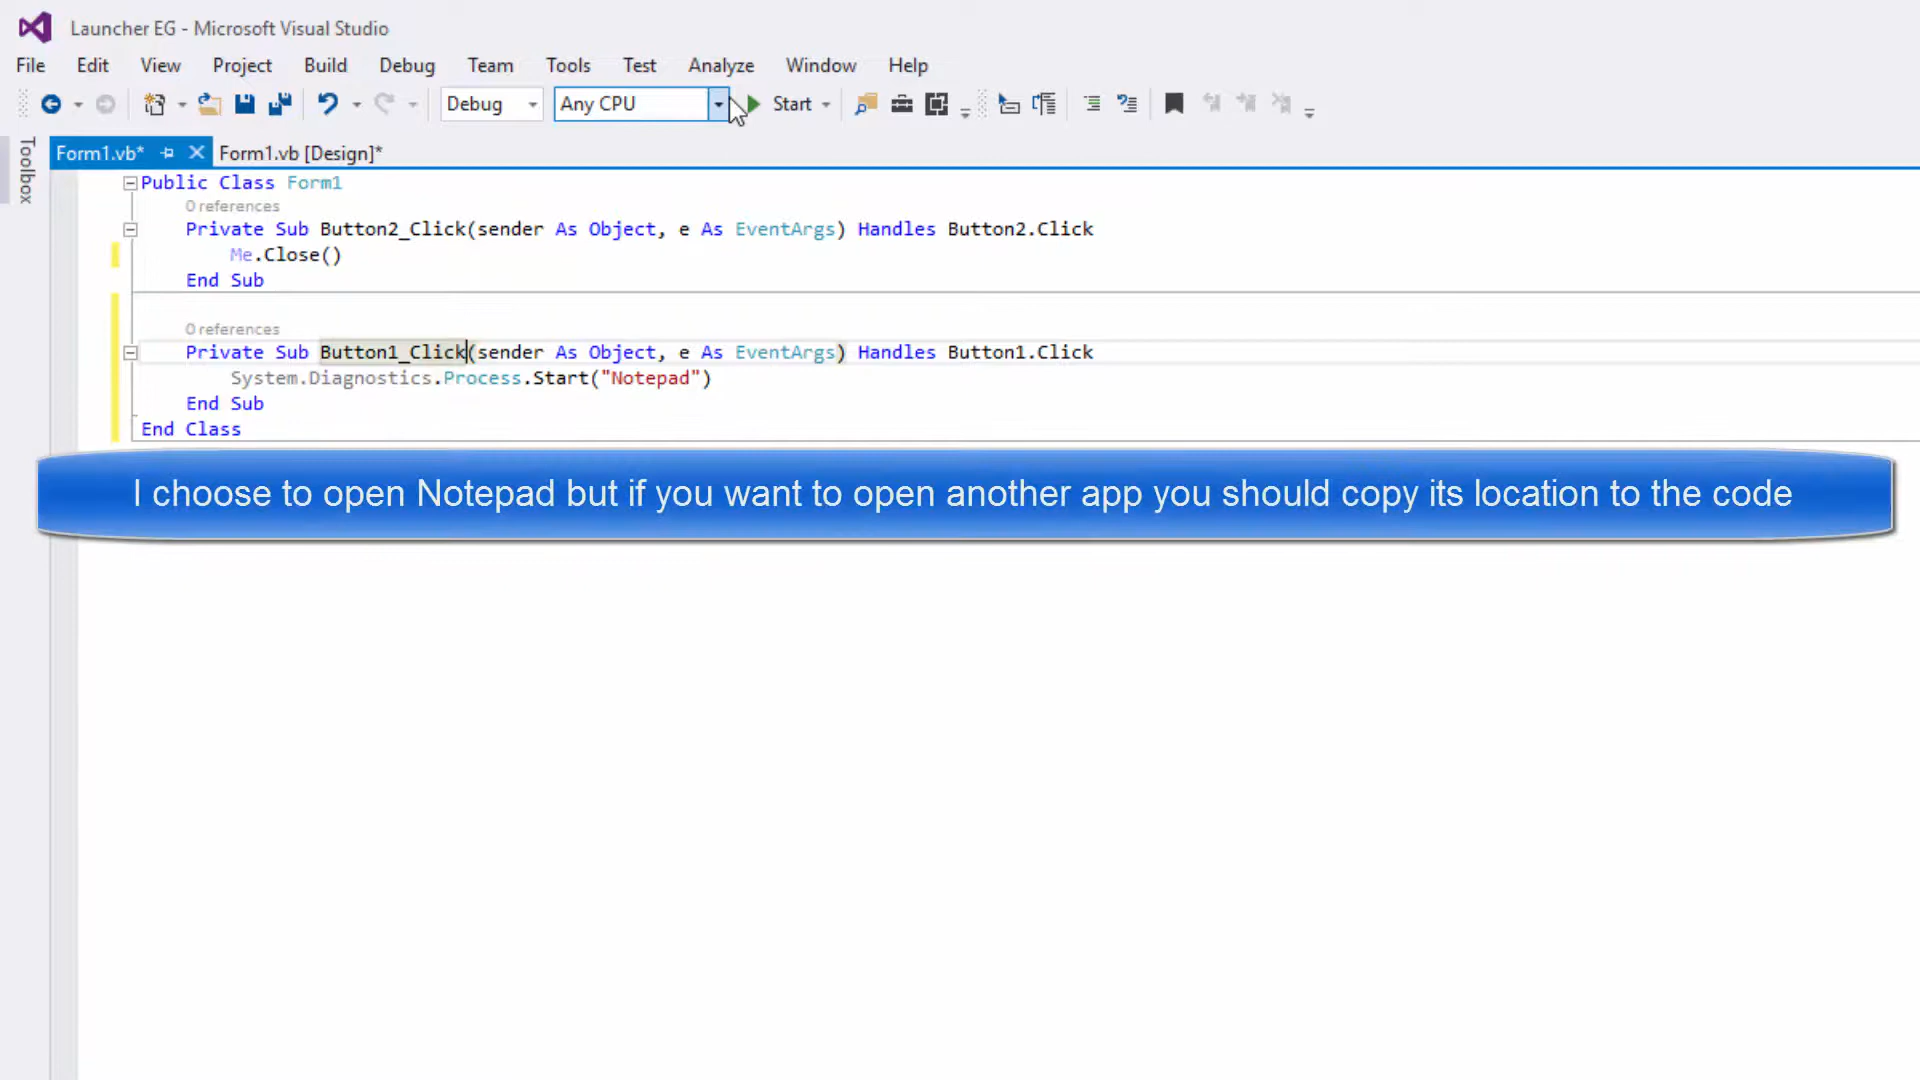 Launcher EG - Microsoft Visual Studio
File Edit View Project Build Debug Team Tools Test Analyze Window Help
Debug Any CPU Start
Toolbox
Form1.vb* Form1.vb [Design]*
Public Class Form1
0 references
Private Sub Button2_Click(sender As Object, e As EventArgs) Handles Button2.Click
Me.Close()
End Sub
0 references
Private Sub Button1_Click(sender As Object, e As EventArgs) Handles Button1.Click
System.Diagnostics.Process.Start("Notepad")
End Sub
End Class
I choose to open Notepad but if you want to open another app you should copy its location to the code